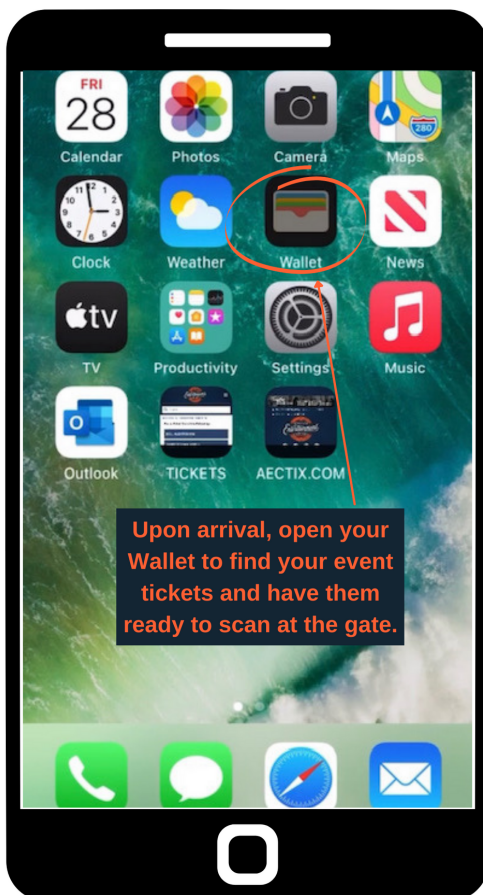 FRI
28
280
Calendar
Photos
Camera
Maps
12
Clock
Weather
Wallet
News
tv
TV
Productivity
Settings
Music
O
Outlook
TICKETS
AECTIX.COM
Upon arrival, open your
Wallet to find your event
tickets and have them
ready to scan at the gate.